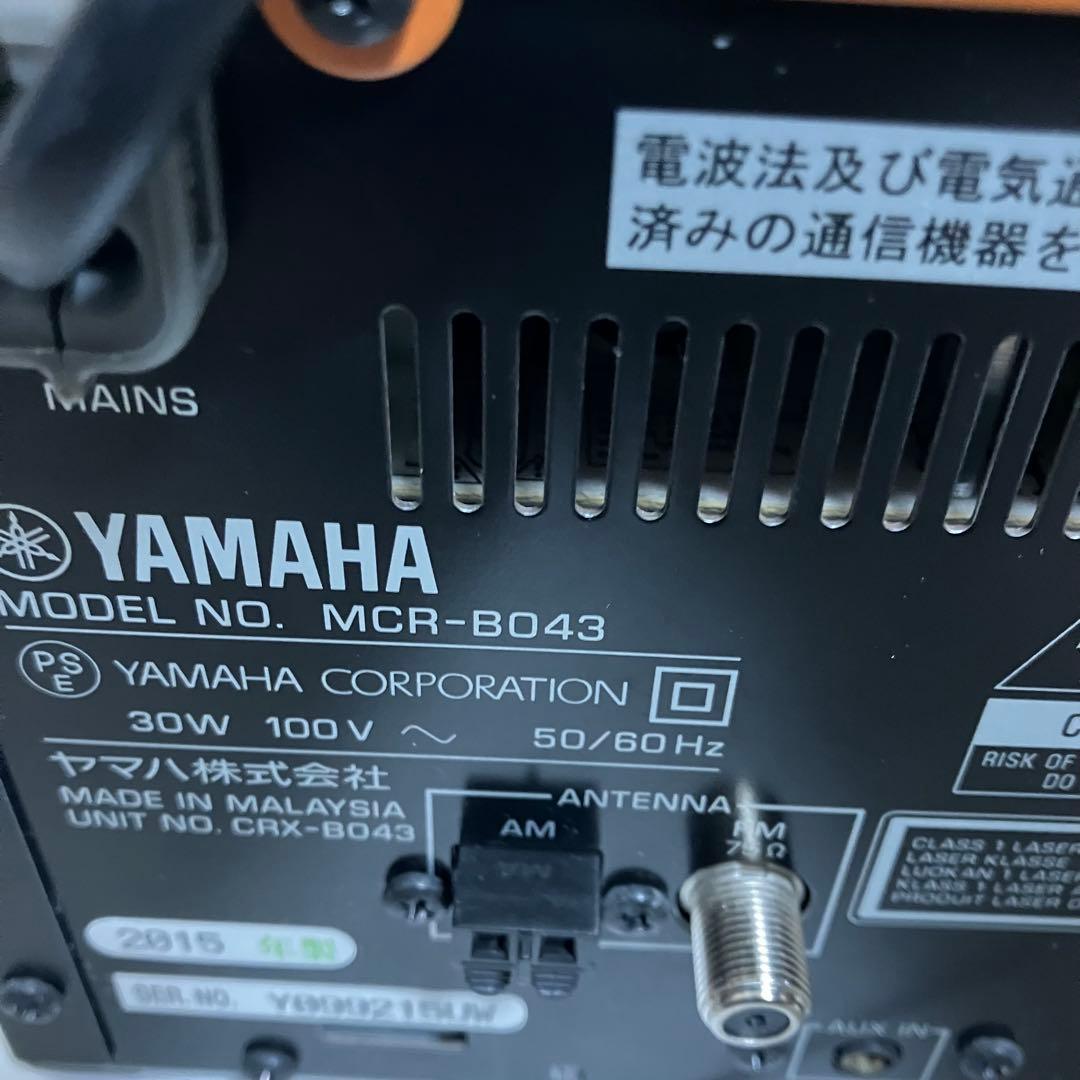 電波法及び電気通
済みの通信機器を
MAINS
YAMAHA
MODEL NO. MCR-B043
PSE YAMAHA CORPORATION
30W 100V ～ 50/60Hz
ヤマハ株式会社
MADE IN MALAYSIA
UNIT NO. CRX-B043
ANTENNA
AM
FM
75Ω
C
RISK OF
DO
CLASS 1 LASER
LASER KLASSE
LUOKAN 1 LASER
KLASS 1 LASER A
PRODUIT LASER D
2015 年製
SER.NO.
AUX IN